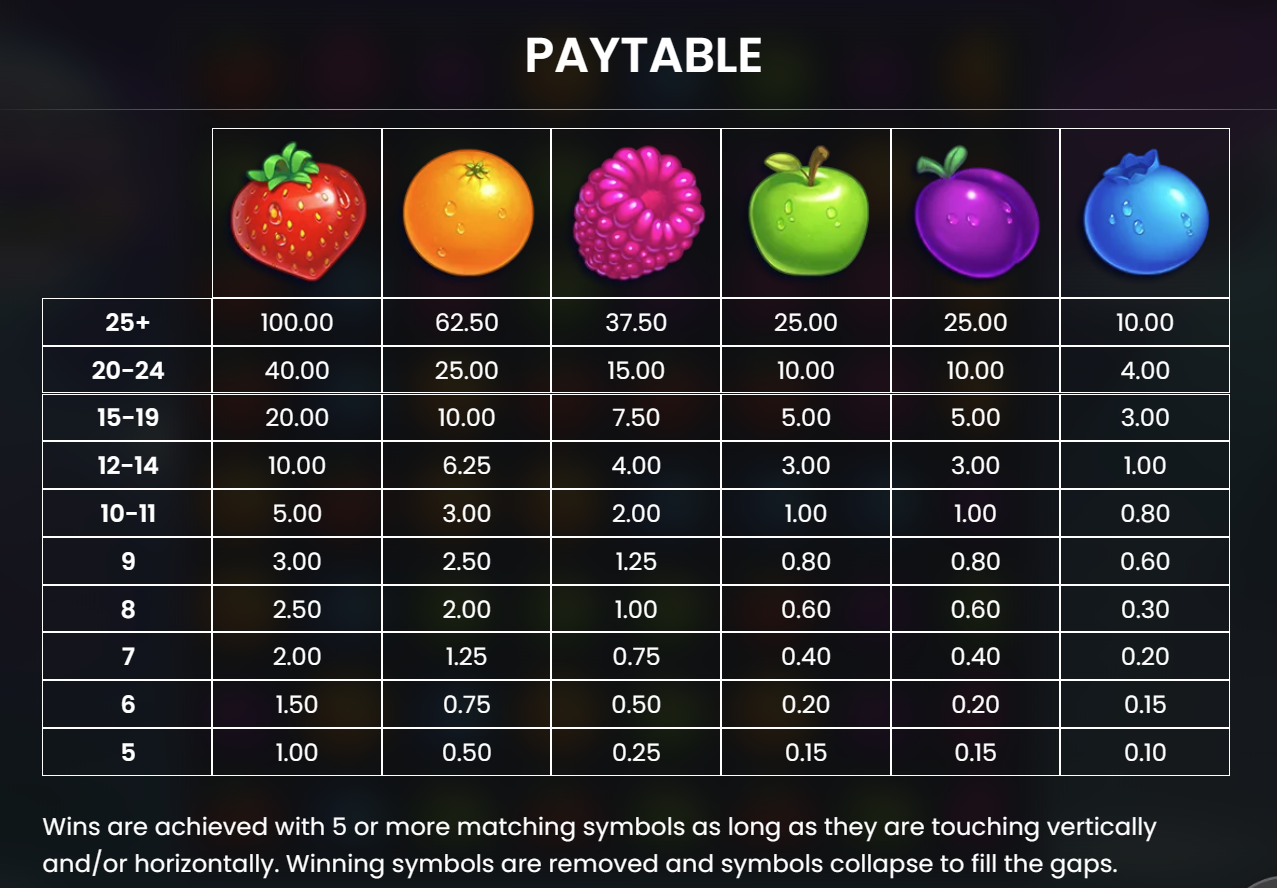 PAYTABLE
25+ 100.00 62.50 37.50 25.00 25.00 10.00
20-24 40.00 25.00 15.00 10.00 10.00 4.00
15-19 20.00 10.00 7.50 5.00 5.00 3.00
12-14 10.00 6.25 4.00 3.00 3.00 1.00
10-11 5.00 3.00 2.00 1.00 1.00 0.80
9 3.00 2.50 1.25 0.80 0.80 0.60
8 2.50 2.00 1.00 0.60 0.60 0.30
7 2.00 1.25 0.75 0.40 0.40 0.20
6 1.50 0.75 0.50 0.20 0.20 0.15
5 1.00 0.50 0.25 0.15 0.15 0.10
Wins are achieved with 5 or more matching symbols as long as they are touching vertically
and/or horizontally. Winning symbols are removed and symbols collapse to fill the gaps.